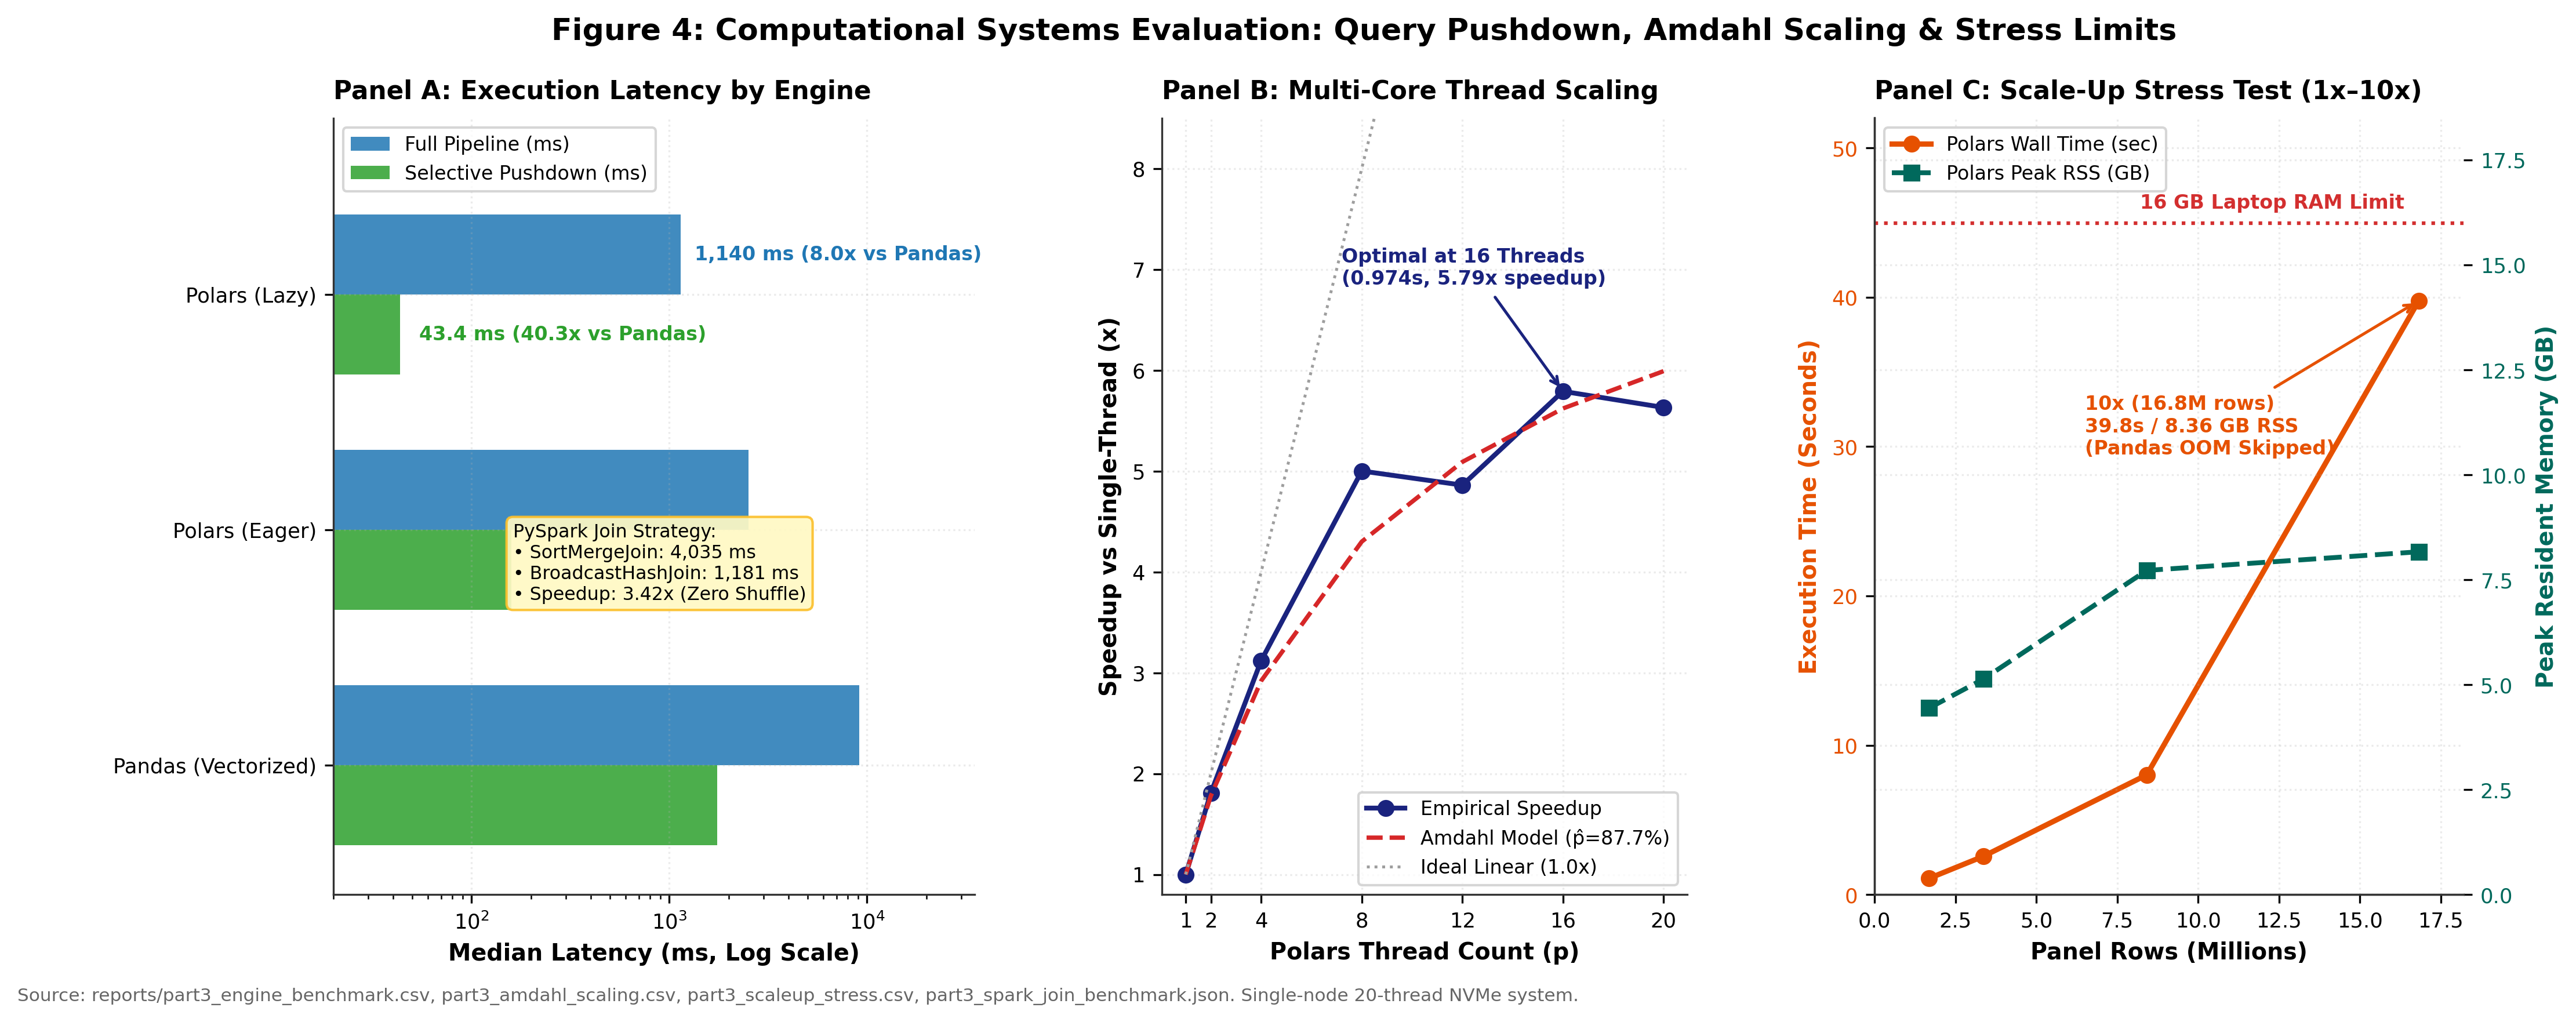 Figure 4: Computational Systems Evaluation: Query Pushdown, Amdahl Scaling & Stress Limits
Panel A: Execution Latency by Engine
Full Pipeline (ms)
Selective Pushdown (ms)
Polars (Lazy)
1,140 ms (8.0x vs Pandas)
43.4 ms (40.3x vs Pandas)
Polars (Eager)
PySpark Join Strategy:
• SortMergeJoin: 4,035 ms
• BroadcastHashJoin: 1,181 ms
• Speedup: 3.42x (Zero Shuffle)
Pandas (Vectorized)
10² 10³ 10⁴
Median Latency (ms, Log Scale)
Panel B: Multi-Core Thread Scaling
Speedup vs Single-Thread (x)
8
7
6
5
4
3
2
1
Optimal at 16 Threads
(0.974s, 5.79x speedup)
Empirical Speedup
Amdahl Model (p̂=87.7%)
Ideal Linear (1.0x)
1 2 4 8 12 16 20
Polars Thread Count (p)
Panel C: Scale-Up Stress Test (1x–10x)
Execution Time (Seconds)
50
40
30
20
10
0
Polars Wall Time (sec)
Polars Peak RSS (GB)
16 GB Laptop RAM Limit
10x (16.8M rows)
39.8s / 8.36 GB RSS
(Pandas OOM Skipped)
17.5
15.0
12.5
10.0
7.5
5.0
2.5
0.0
Peak Resident Memory (GB)
0.0 2.5 5.0 7.5 10.0 12.5 15.0 17.5
Panel Rows (Millions)
Source: reports/part3_engine_benchmark.csv, part3_amdahl_scaling.csv, part3_scaleup_stress.csv, part3_spark_join_benchmark.json. Single-node 20-thread NVMe system.